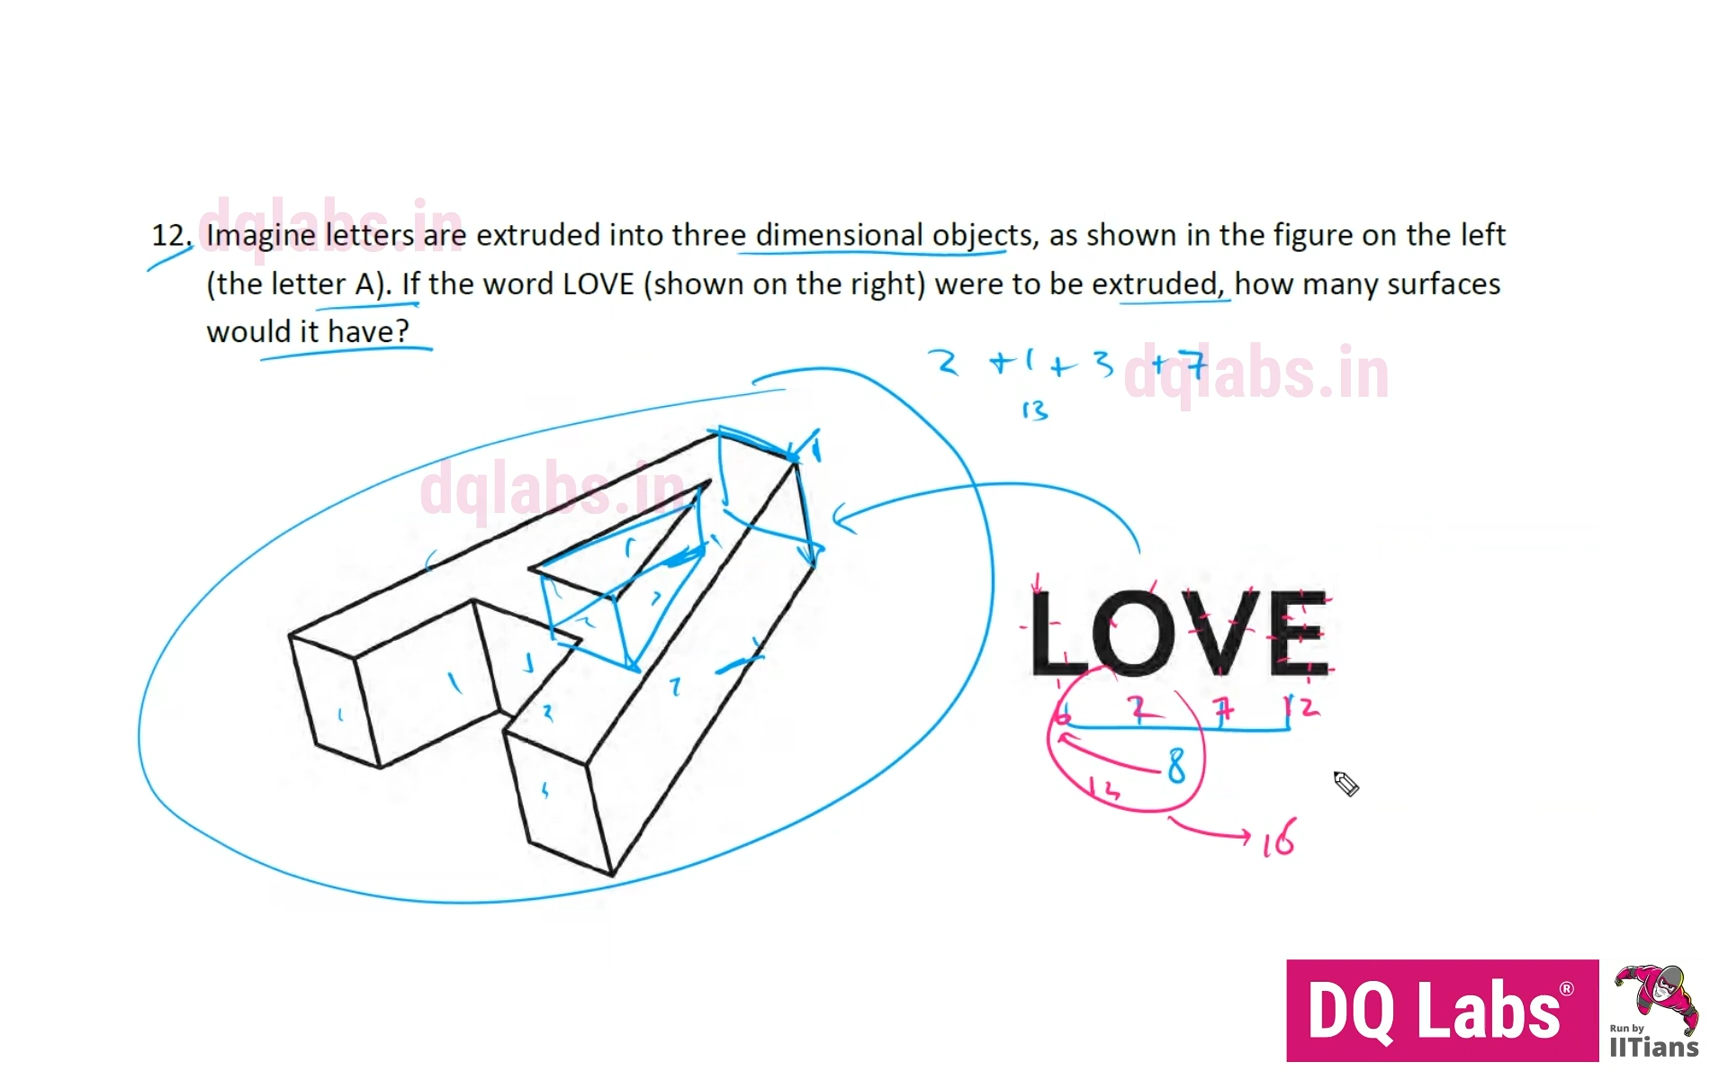 dqlabs.in
12. Imagine letters are extruded into three dimensional objects, as shown in the figure on the left
(the letter A). If the word LOVE (shown on the right) were to be extruded, how many surfaces
would it have?
2 + 1 + 3 + 7
dqlabs.in
13
dqlabs.in
LOVE
6 2 7 12
8
16
DQ Labs®
Run by
IITians